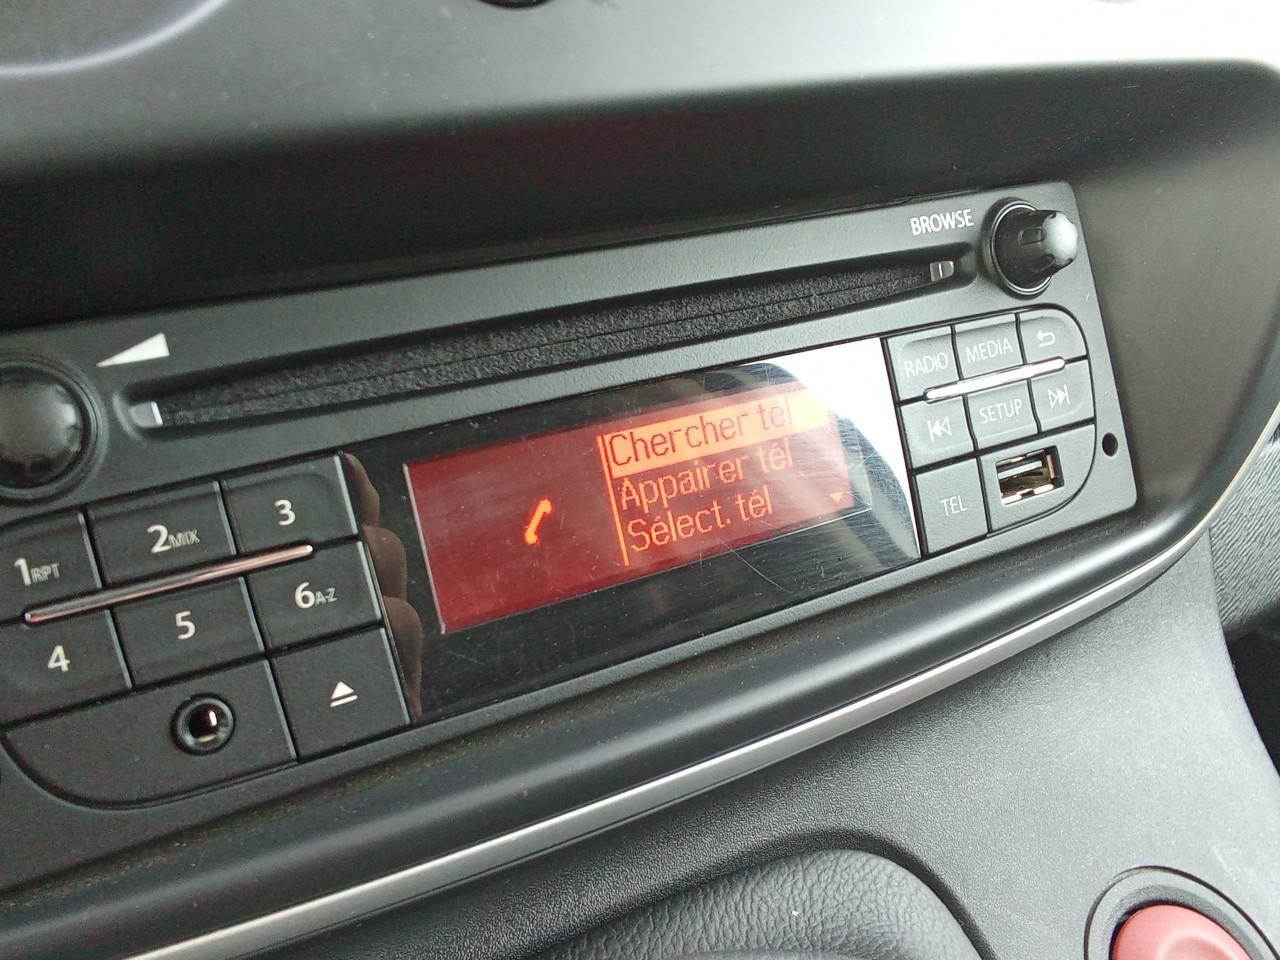 BROWSE
RADIO
MEDIA
SETUP
TEL
Chercher tél
Appairer tél
Sélect. tél
1RPT
2MIX
3
4
5
6A-Z